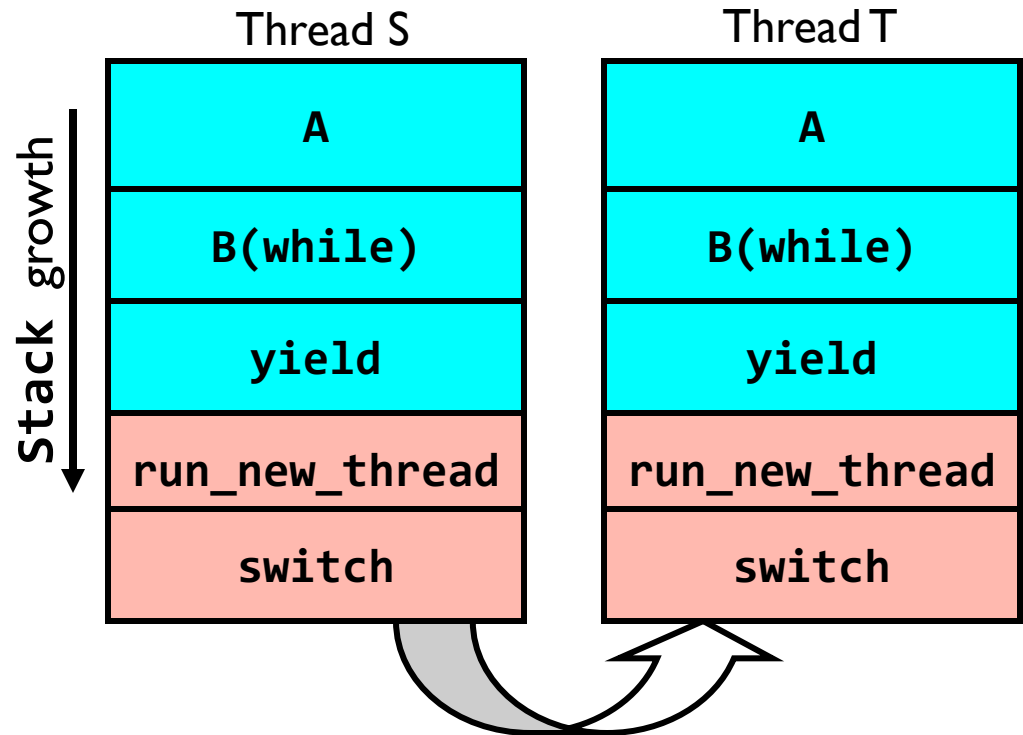 Thread S
Thread T
Stack growth
A
B(while)
yield
run_new_thread
switch
A
B(while)
yield
run_new_thread
switch